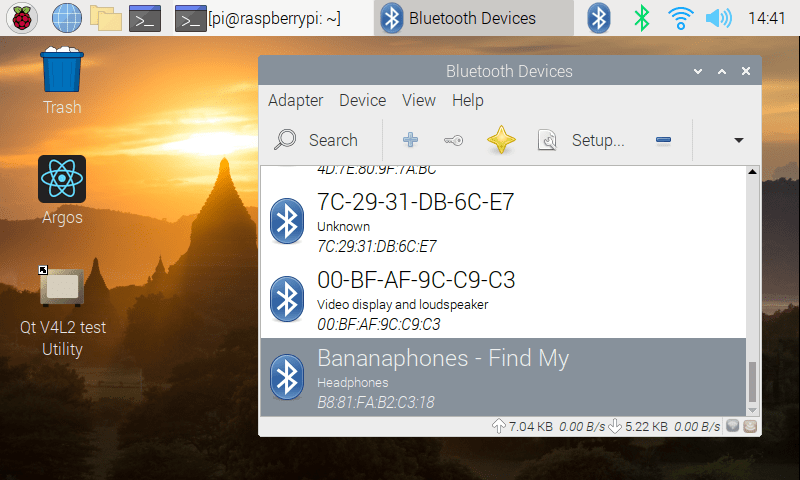 [pi@raspberrypi: ~]
Bluetooth Devices
14:41
Trash
Argos
Qt V4L2 test
Utility
Bluetooth Devices
Adapter Device View Help
Search
Setup...
4D:7E:80:9F:7A:BC
7C-29-31-DB-6C-E7
Unknown
7C:29:31:DB:6C:E7
00-BF-AF-9C-C9-C3
Video display and loudspeaker
00:BF:AF:9C:C9:C3
Bananaphones - Find My
Headphones
B8:81:FA:B2:C3:18
7.04 KB 0.00 B/s 5.22 KB 0.00 B/s